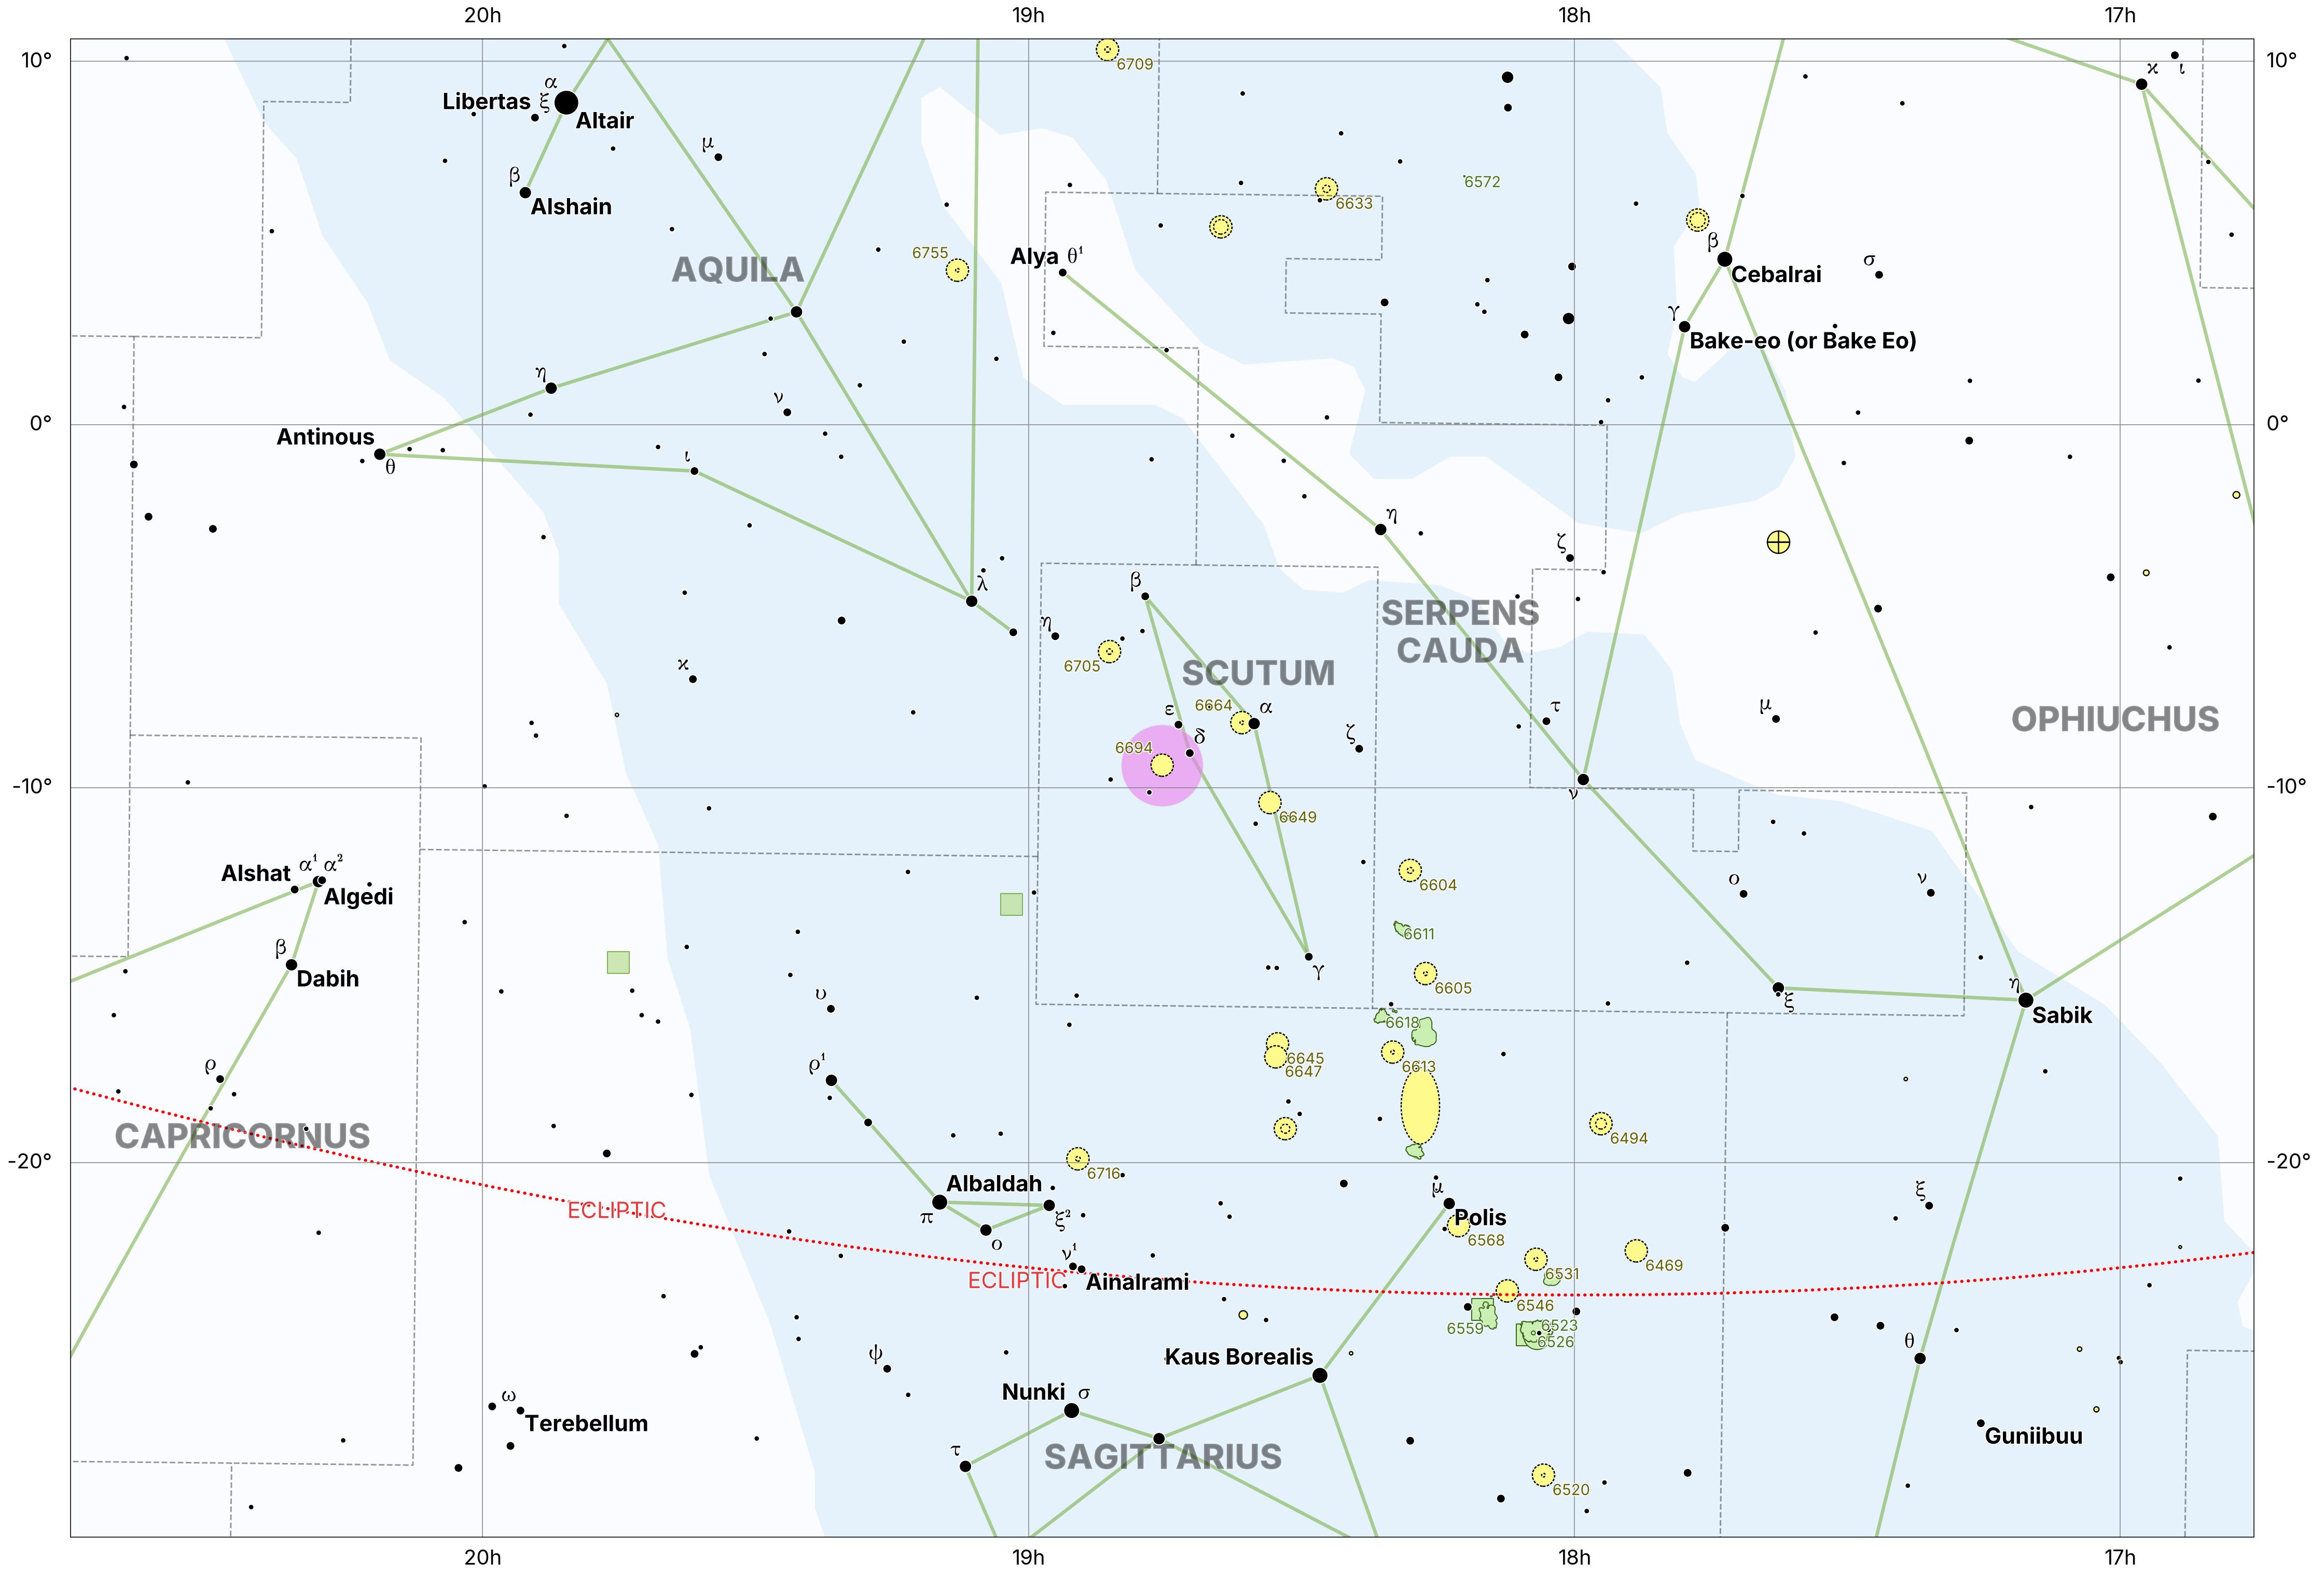 20h 19h 18h 17h
10° 10°
6709
ϰ ι
α
Libertas ξ
Altair
μ
β
Alshain
6572
6633
6755
AQUILA
Alya θ¹
β
Cebalrai
σ
γ
Bake-eo (or Bake Eo)
η
ν
0° 0°
Antinous
θ
ι
η
ζ
λ
β
SERPENS
CAUDA
η
6705
ϰ
SCUTUM
6664
α
ε
δ
ζ
τ
μ
OPHIUCHUS
6694
-10° -10°
ν
6649
Alshat α¹ α²
Algedi
6604
ο
ν
β
Dabih
6611
γ
6605
υ
ξ
η
Sabik
6618
ρ
ρ¹
6645
6647
6613
CAPRICORNUS
6494
-20° -20°
6716
Albaldah
π
ξ²
ο
μ
Polis
ξ
ECLIPTIC
6568
ν¹
6469
6531
ECLIPTIC
Ainalrami
6546
6559
6523
6526
θ
ψ
Kaus Borealis
Nunki σ
ω
Terebellum
Guniibuu
τ
SAGITTARIUS
6520
20h 19h 18h 17h